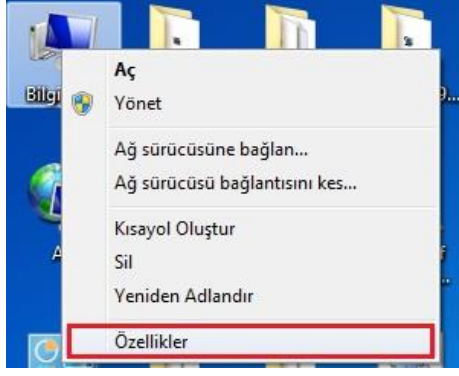 Aç
Yönet
Ağ sürücüsüne bağlan...
Ağ sürücüsü bağlantısını kes...
Kısayol Oluştur
Sil
Yeniden Adlandır
Özellikler